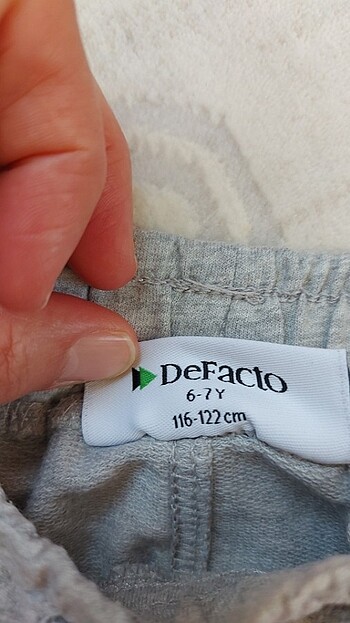 DeFacto
6-7 Y
116-122 cm